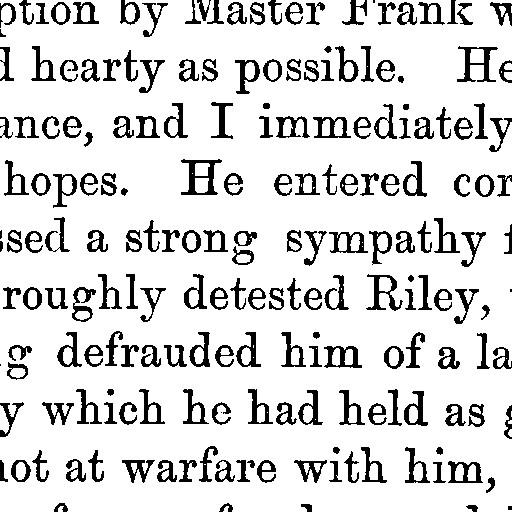 ption by Master Frank w
d hearty as possible. He
ance, and I immediately
hopes. He entered cor
ssed a strong sympathy f
roughly detested Riley,
g defrauded him of a la
y which he had held as g
not at warfare with him,